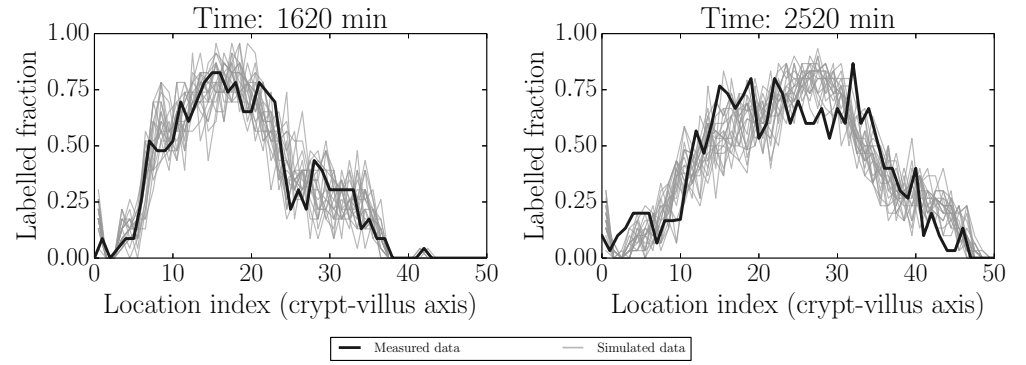 Time: 1620 min
Labelled fraction
1.00
0.75
0.50
0.25
0.00
0 10 20 30 40 50
Location index (crypt-villus axis)
Time: 2520 min
Labelled fraction
1.00
0.75
0.50
0.25
0.00
0 10 20 30 40 50
Location index (crypt-villus axis)
Measured data
Simulated data